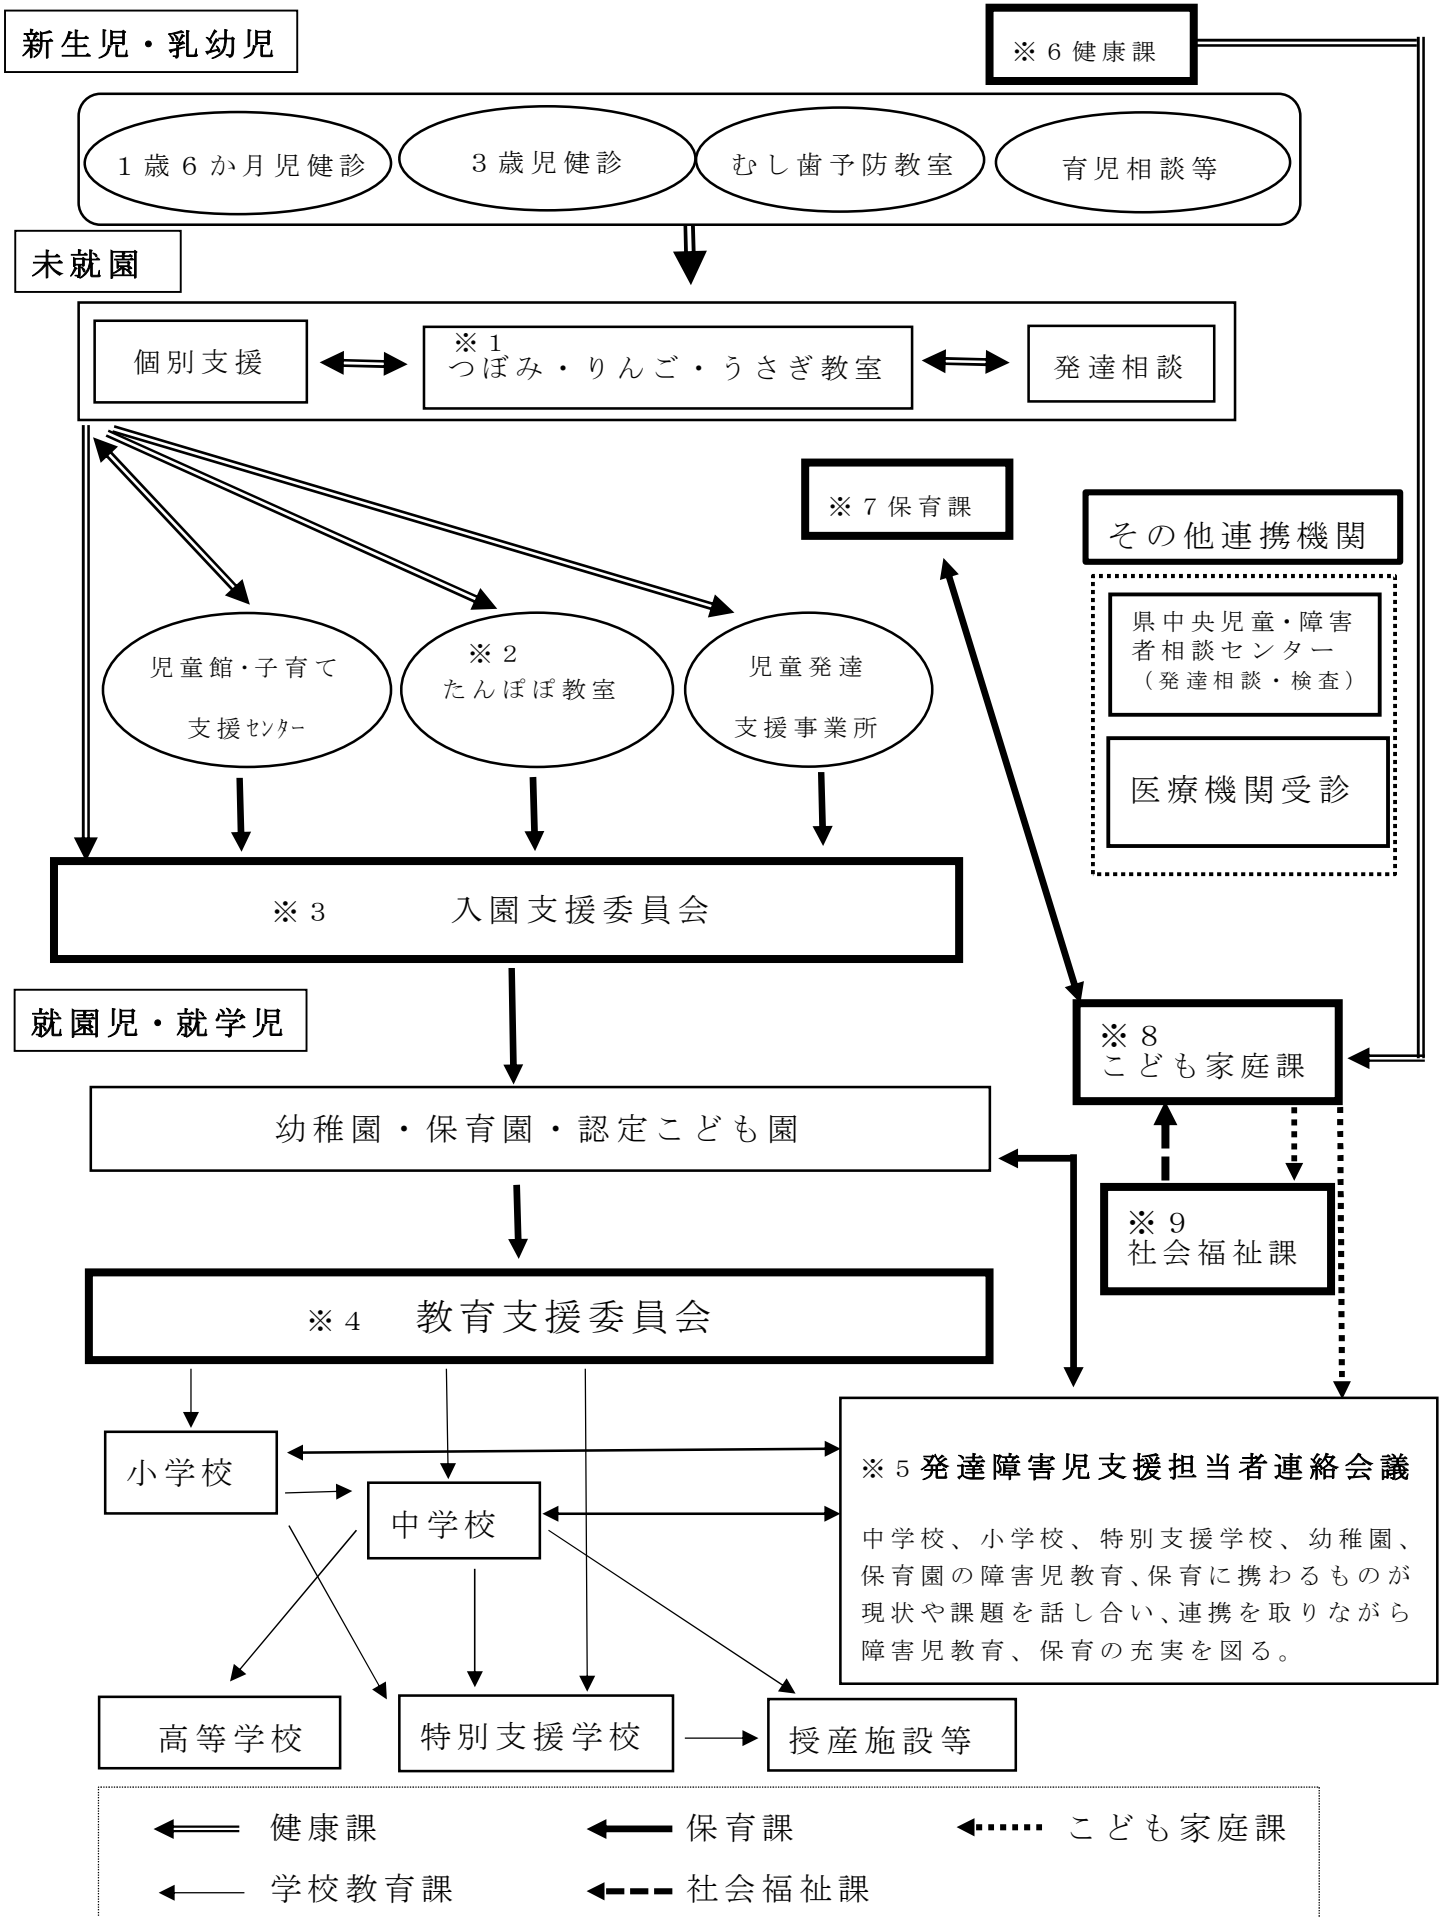 新生児・乳幼児
※６健康課
１歳６か月児健診
３歳児健診
むし歯予防教室
育児相談等
未就園
個別支援
※１
つぼみ・りんご・うさぎ教室
発達相談
※７保育課
その他連携機関
県中央児童・障害
者相談センター
（発達相談・検査）
医療機関受診
児童館・子育て
支援ｾﾝﾀｰ
※２
たんぽぽ教室
児童発達
支援事業所
※３　入園支援委員会
就園児・就学児
※８
こども家庭課
幼稚園・保育園・認定こども園
※９
社会福祉課
※４　教育支援委員会
小学校
中学校
※５発達障害児支援担当者連絡会議
中学校、小学校、特別支援学校、幼稚園、
保育園の障害児教育、保育に携わるものが
現状や課題を話し合い、連携を取りながら
障害児教育、保育の充実を図る。
高等学校
特別支援学校
授産施設等
健康課
保育課
こども家庭課
学校教育課
社会福祉課